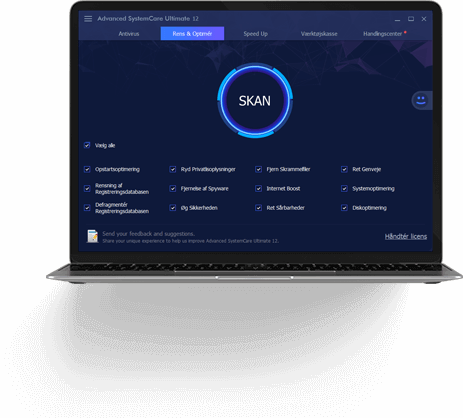 Advanced SystemCare Ultimate 12
Antivirus
Rens & Optimér
Speed Up
Værktøjskasse
Handlingscenter
SKAN
Vælg alle
Opstartsoptimering
Ryd Privatlivsoplysninger
Fjern Skrammelfiler
Ret Genveje
Rensning af
Registreringsdatabasen
Fjernelse af Spyware
Internet Boost
Systemoptimering
Defragmentér
Registreringsdatabasen
Øg Sikkerheden
Ret Sårbarheder
Diskoptimering
Send your feedback and suggestions.
Share your unique experience to help us improve Advanced SystemCare Ultimate 12.
Håndtér licens